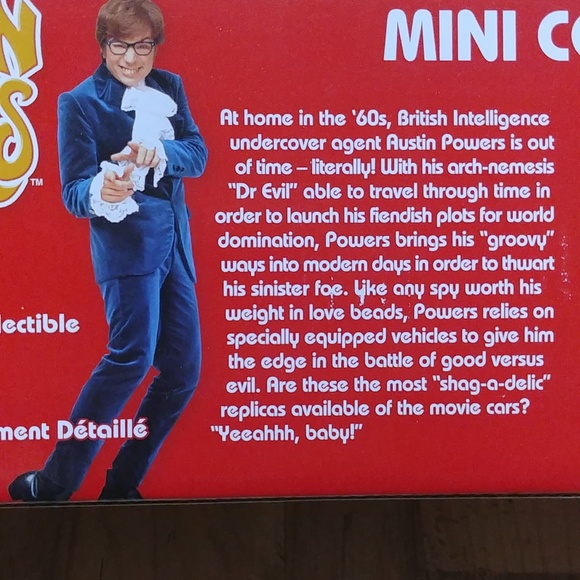 MINI C
At home in the '60s, British Intelligence
undercover agent Austin Powers is out
of time – literally! With his arch-nemesis
"Dr Evil" able to travel through time in
order to launch his fiendish plots for world
domination, Powers brings his "groovy"
ways into modern days in order to thwart
his sinister foe. Like any spy worth his
weight in love beads, Powers relies on
specially equipped vehicles to give him
the edge in the battle of good versus
evil. Are these the most "shag-a-delic"
replicas available of the movie cars?
"Yeeahhh, baby!"
TM
lectible
ment Détaillé